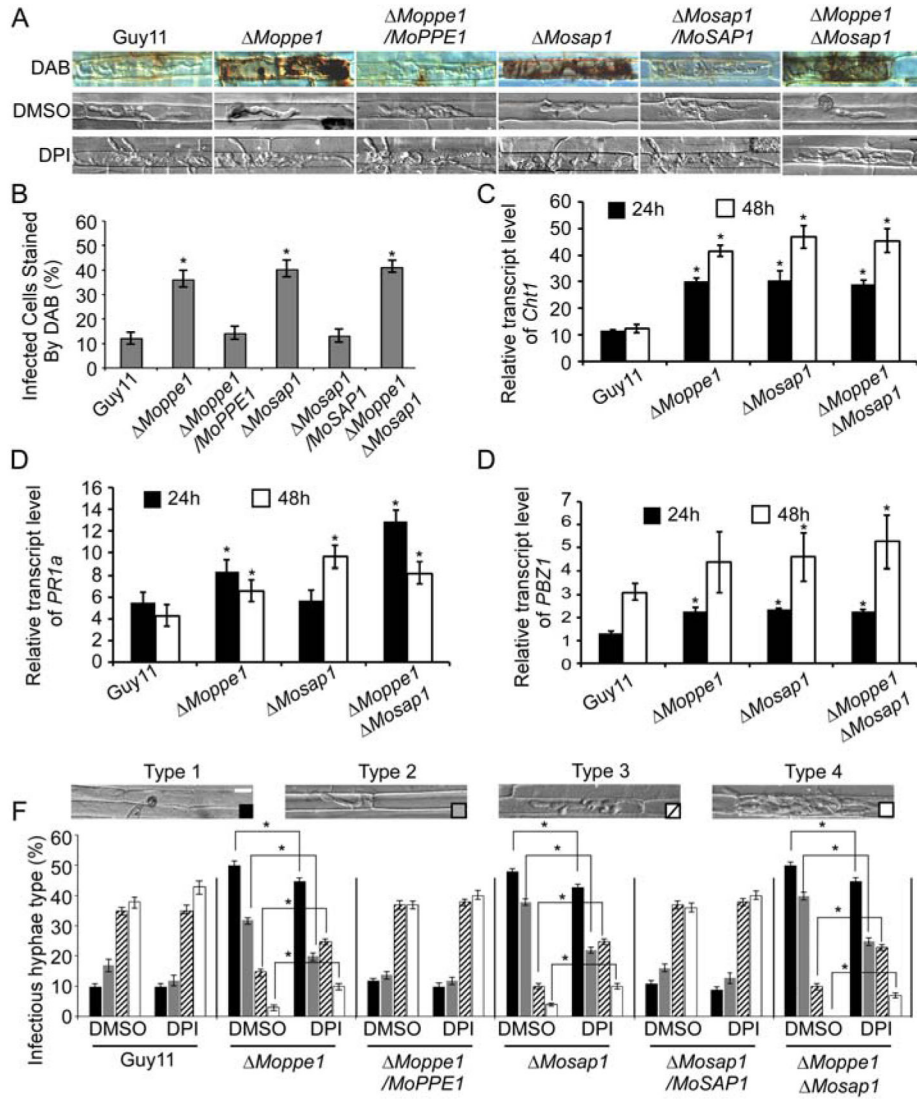 A
Guy11
ΔMoppe1
ΔMoppe1
/MoPPE1
ΔMosap1
ΔMosap1
/MoSAP1
ΔMoppe1
ΔMosap1
DAB
DMSO
DPI
B
Infected Cells Stained
By DAB (%)
60
50
40
30
20
10
0
*
*
*
Guy11
ΔMoppe1
ΔMoppe1
/MoPPE1
ΔMosap1
ΔMosap1
/MoSAP1
ΔMoppe1
ΔMosap1
C
Relative transcript level
of Cht1
24h
48h
60
50
40
30
20
10
0
*
*
*
*
*
*
Guy11
ΔMoppe1
ΔMosap1
ΔMoppe1
ΔMosap1
D
Relative transcript level
of PR1a
24h
48h
16
14
12
10
8
6
4
2
0
*
*
*
*
*
Guy11
ΔMoppe1
ΔMosap1
ΔMoppe1
ΔMosap1
D
Relative transcript level
of PBZ1
24h
48h
7
6
5
4
3
2
1
0
*
*
*
*
*
Guy11
ΔMoppe1
ΔMosap1
ΔMoppe1
ΔMosap1
Type 1
Type 2
Type 3
Type 4
F
Infectious hyphae type (%)
60
50
40
30
20
10
0
*
*
*
*
*
*
*
*
*
*
*
*
DMSO DPI DMSO DPI DMSO DPI DMSO DPI DMSO DPI DMSO DPI
Guy11
ΔMoppe1
ΔMoppe1
/MoPPE1
ΔMosap1
ΔMosap1
/MoSAP1
ΔMoppe1
ΔMosap1